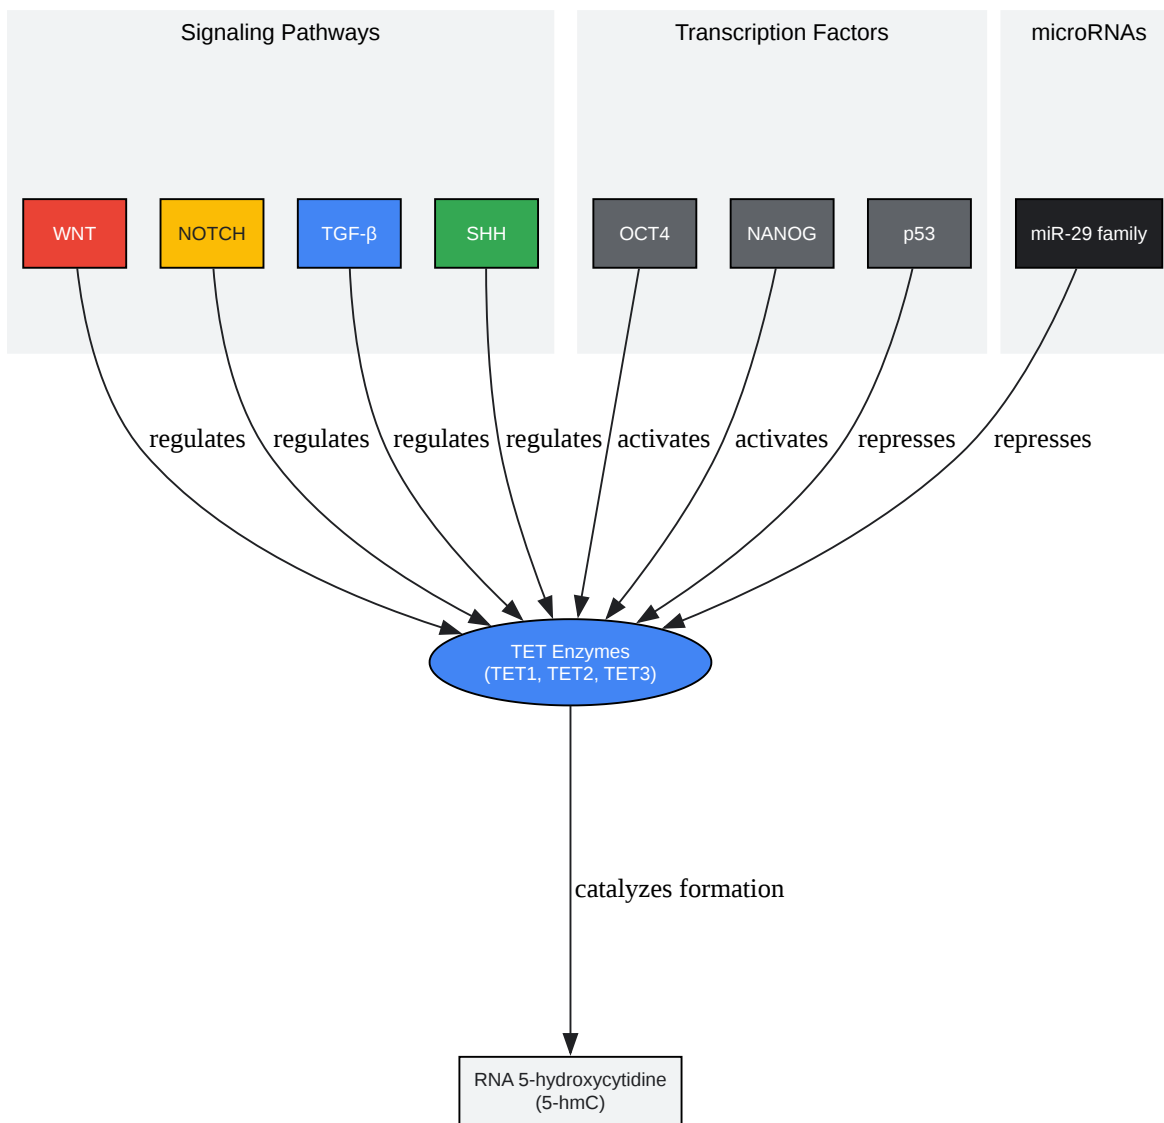 Signaling Pathways
Transcription Factors
microRNAs
WNT
NOTCH
TGF-β
SHH
OCT4
NANOG
p53
miR-29 family
regulates
regulates
regulates
regulates
activates
activates
represses
represses
TET Enzymes
(TET1, TET2, TET3)
catalyzes formation
RNA 5-hydroxycytidine
(5-hmC)